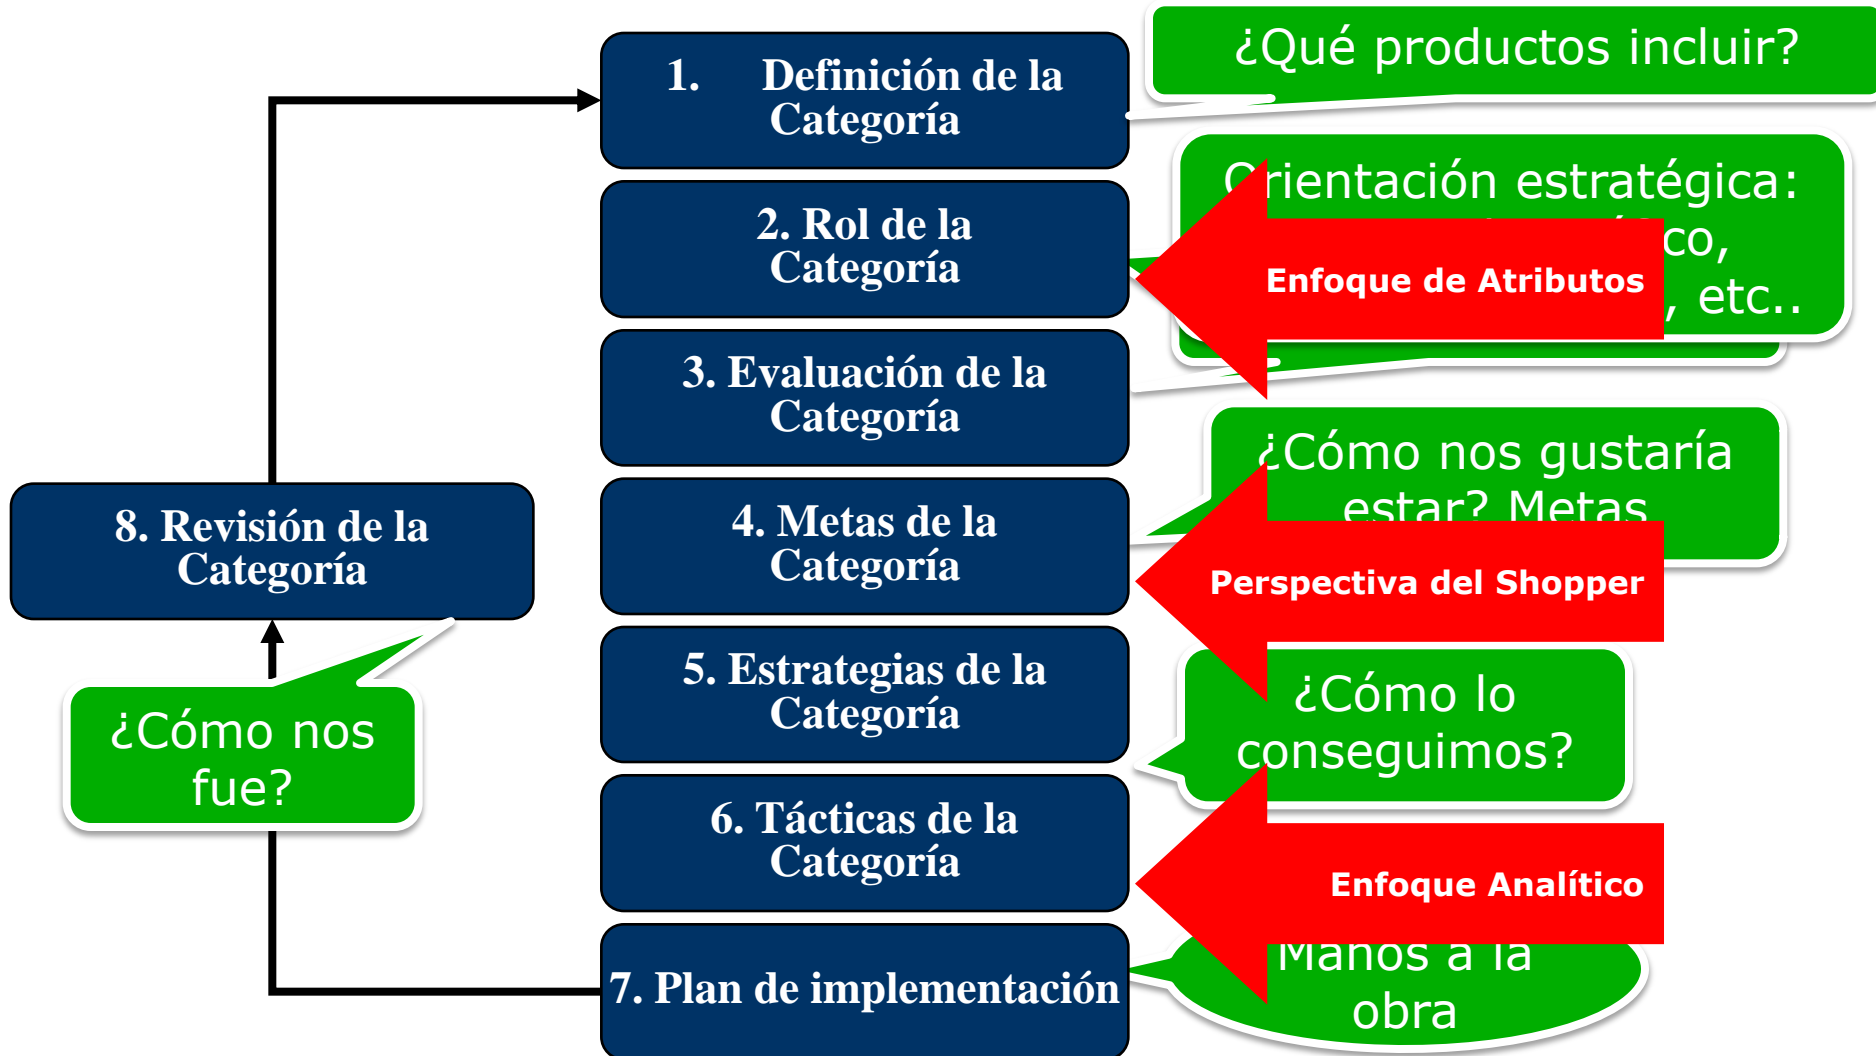 ¿Qué productos incluir?
1. Definición de la
Categoría
Orientación estratégica:
co,
, etc..
2. Rol de la
Categoría
Enfoque de Atributos
3. Evaluación de la
Categoría
¿Cómo nos gustaría
estar? Metas
4. Metas de la
Categoría
Perspectiva del Shopper
8. Revisión de la
Categoría
5. Estrategias de la
Categoría
¿Cómo lo
conseguimos?
¿Cómo nos
fue?
6. Tácticas de la
Categoría
Enfoque Analítico
7. Plan de implementación
Manos a la
obra